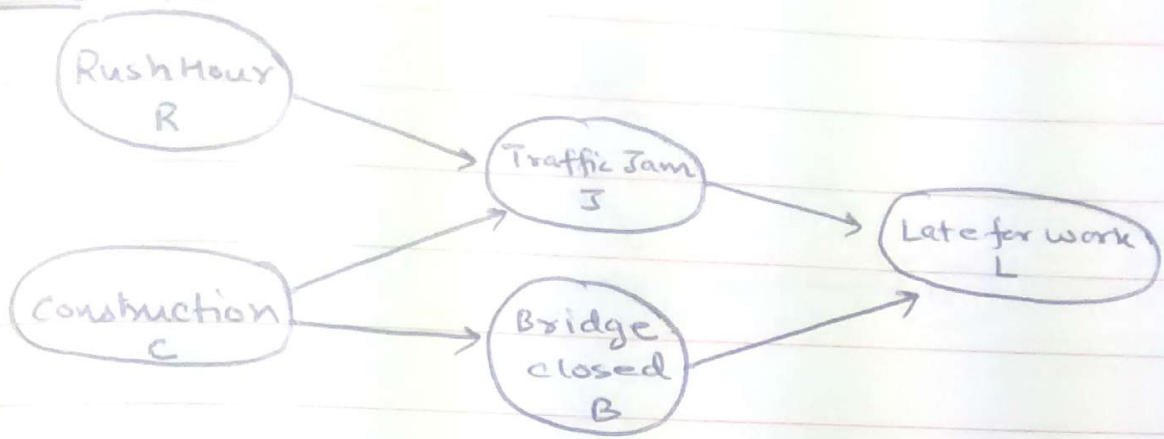 Rush Hour
R
Traffic Jam
J
Late for work
L
Construction
C
Bridge
closed
B